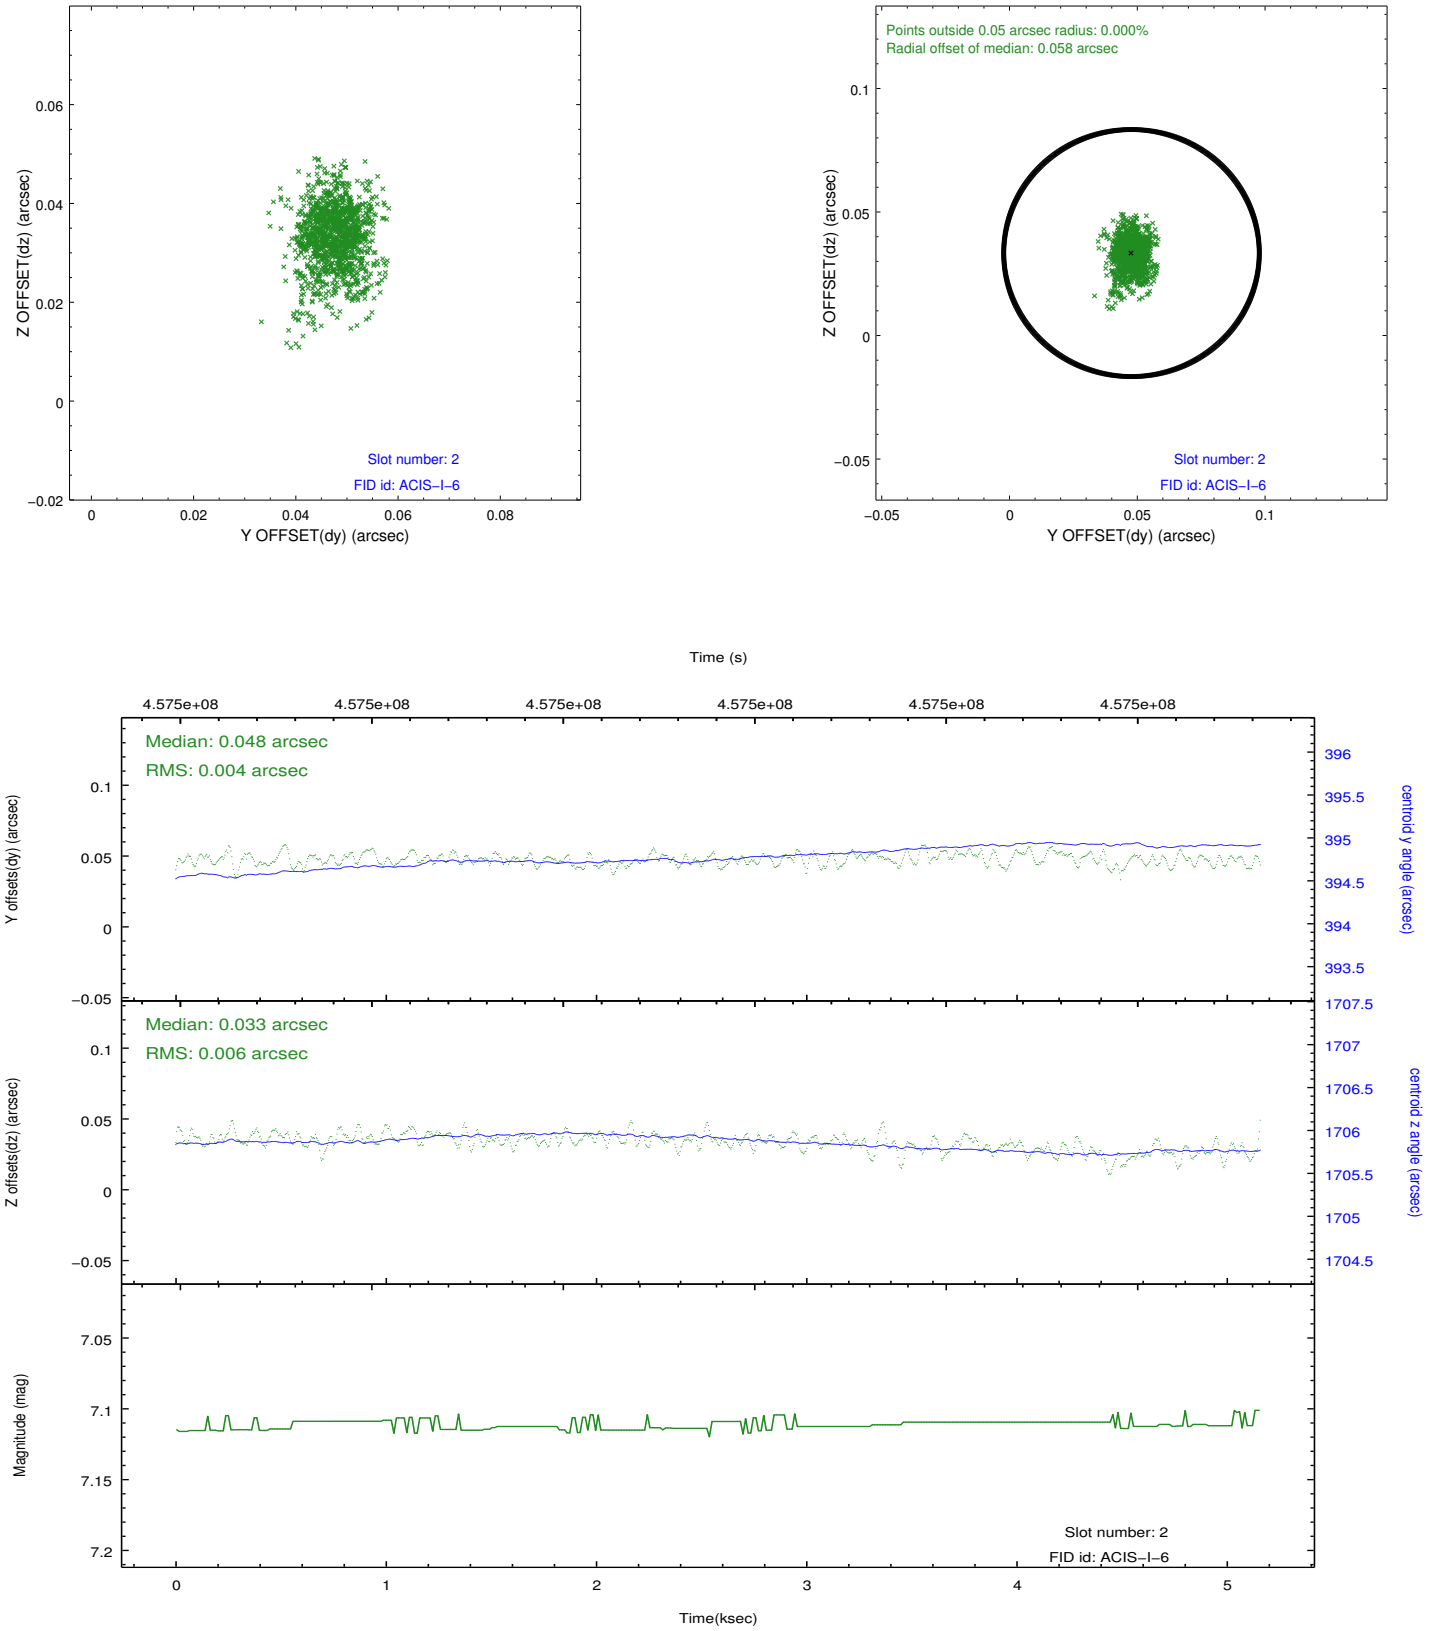 Points outside 0.05 arcsec radius: 0.000%
Radial offset of median: 0.058 arcsec
0.06
0.04
0.02
0
−0.02
Z OFFSET(dz) (arcsec)
Slot number: 2
FID id: ACIS−I−6
0 0.02 0.04 0.06 0.08
Y OFFSET(dy) (arcsec)
0.1
0.05
0
−0.05
Z OFFSET(dz) (arcsec)
Slot number: 2
FID id: ACIS−I−6
−0.05 0 0.05 0.1
Y OFFSET(dy) (arcsec)
Time (s)
4.575e+08 4.575e+08 4.575e+08 4.575e+08 4.575e+08 4.575e+08
Median: 0.048 arcsec
RMS: 0.004 arcsec
0.1
0.05
0
−0.05
Y offsets(dy) (arcsec)
396
395.5
395
394.5
394
393.5
centroid y angle (arcsec)
Median: 0.033 arcsec
RMS: 0.006 arcsec
0.1
0.05
0
−0.05
Z offsets(dz) (arcsec)
1707.5
1707
1706.5
1706
1705.5
1705
1704.5
centroid z angle (arcsec)
7.05
7.1
7.15
7.2
Magnitude (mag)
Slot number: 2
FID id: ACIS−I−6
0 1 2 3 4 5
Time(ksec)